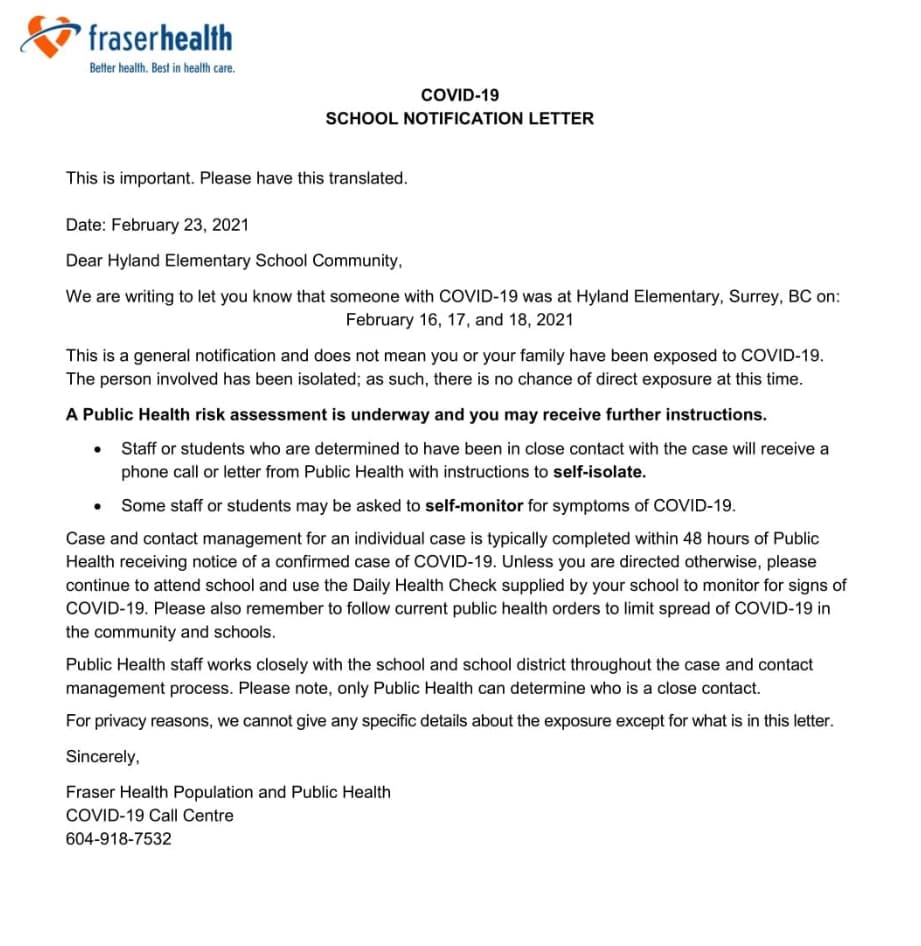 fraserhealth
Better health. Best in health care.
COVID-19
SCHOOL NOTIFICATION LETTER
This is important. Please have this translated.
Date: February 23, 2021
Dear Hyland Elementary School Community,
We are writing to let you know that someone with COVID-19 was at Hyland Elementary, Surrey, BC on:
February 16, 17, and 18, 2021
This is a general notification and does not mean you or your family have been exposed to COVID-19.
The person involved has been isolated; as such, there is no chance of direct exposure at this time.
A Public Health risk assessment is underway and you may receive further instructions.
• Staff or students who are determined to have been in close contact with the case will receive a
phone call or letter from Public Health with instructions to self-isolate.
• Some staff or students may be asked to self-monitor for symptoms of COVID-19.
Case and contact management for an individual case is typically completed within 48 hours of Public
Health receiving notice of a confirmed case of COVID-19. Unless you are directed otherwise, please
continue to attend school and use the Daily Health Check supplied by your school to monitor for signs of
COVID-19. Please also remember to follow current public health orders to limit spread of COVID-19 in
the community and schools.
Public Health staff works closely with the school and school district throughout the case and contact
management process. Please note, only Public Health can determine who is a close contact.
For privacy reasons, we cannot give any specific details about the exposure except for what is in this letter.
Sincerely,
Fraser Health Population and Public Health
COVID-19 Call Centre
604-918-7532